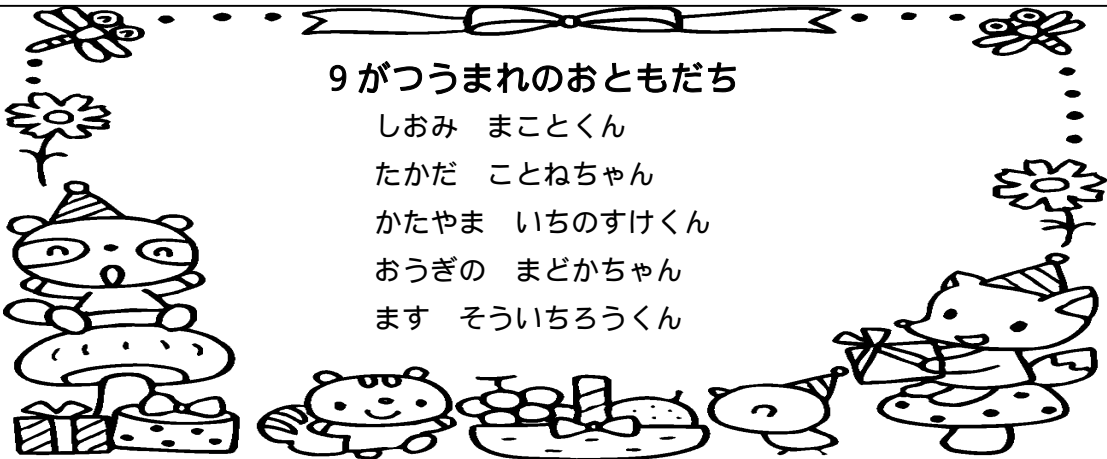 9がつうまれのおともだち
しおみ　まことくん
たかだ　ことねちゃん
かたやま　いちのすけくん
おうぎの　まどかちゃん
ます　そういちろうくん